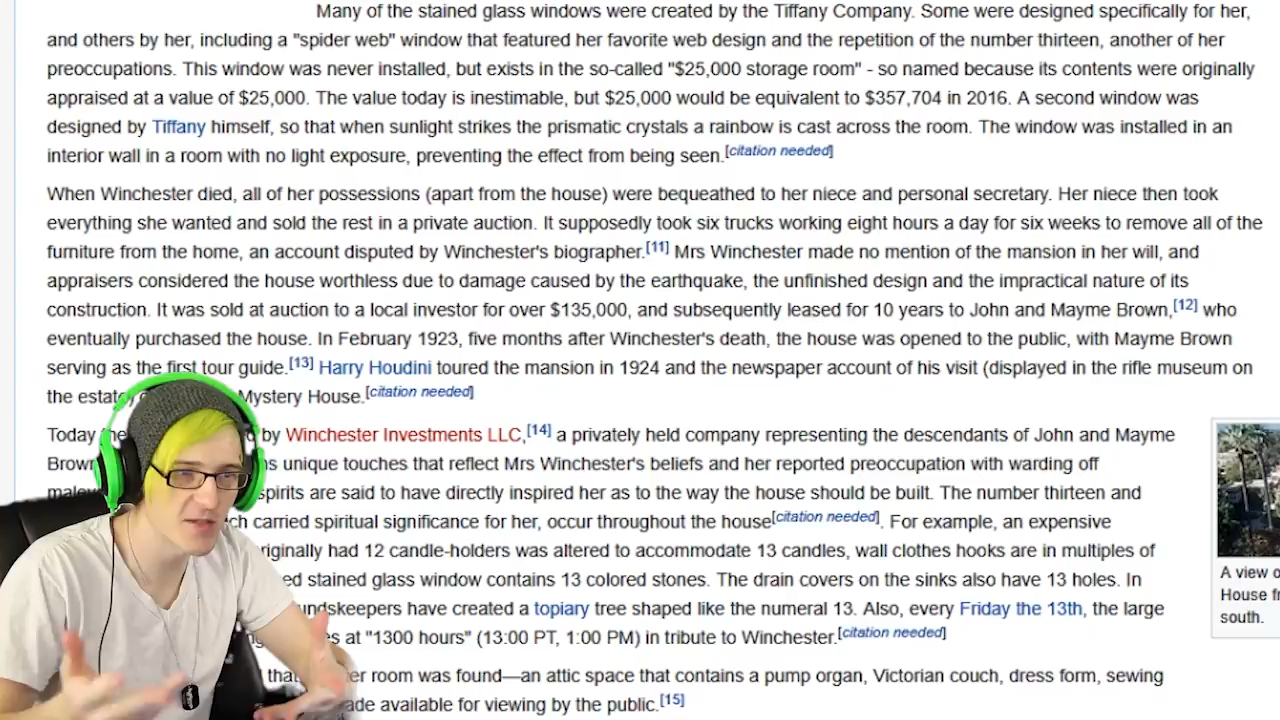 Many of the stained glass windows were created by the Tiffany Company. Some were designed specifically for her,
and others by her, including a "spider web" window that featured her favorite web design and the repetition of the number thirteen, another of her
preoccupations. This window was never installed, but exists in the so-called "$25,000 storage room" - so named because its contents were originally
appraised at a value of $25,000. The value today is inestimable, but $25,000 would be equivalent to $357,704 in 2016. A second window was
designed by Tiffany himself, so that when sunlight strikes the prismatic crystals a rainbow is cast across the room. The window was installed in an
interior wall in a room with no light exposure, preventing the effect from being seen.[citation needed]
When Winchester died, all of her possessions (apart from the house) were bequeathed to her niece and personal secretary. Her niece then took
everything she wanted and sold the rest in a private auction. It supposedly took six trucks working eight hours a day for six weeks to remove all of the
furniture from the home, an account disputed by Winchester's biographer.[11] Mrs Winchester made no mention of the mansion in her will, and
appraisers considered the house worthless due to damage caused by the earthquake, the unfinished design and the impractical nature of its
construction. It was sold at auction to a local investor for over $135,000, and subsequently leased for 10 years to John and Mayme Brown,[12] who
eventually purchased the house. In February 1923, five months after Winchester's death, the house was opened to the public, with Mayme Brown
serving as the first tour guide.[13] Harry Houdini toured the mansion in 1924 and the newspaper account of his visit (displayed in the rifle museum on
the estate) Mystery House.[citation needed]
Today by Winchester Investments LLC,[14] a privately held company representing the descendants of John and Mayme
Brown unique touches that reflect Mrs Winchester's beliefs and her reported preoccupation with warding off
spirits are said to have directly inspired her as to the way the house should be built. The number thirteen and
carried spiritual significance for her, occur throughout the house[citation needed]. For example, an expensive
had 12 candle-holders was altered to accommodate 13 candles, wall clothes hooks are in multiples of
stained glass window contains 13 colored stones. The drain covers on the sinks also have 13 holes. In
have created a topiary tree shaped like the numeral 13. Also, every Friday the 13th, the large
at "1300 hours" (13:00 PT, 1:00 PM) in tribute to Winchester.[citation needed]
room was found—an attic space that contains a pump organ, Victorian couch, dress form, sewing
available for viewing by the public.[15]
A view
House
south.